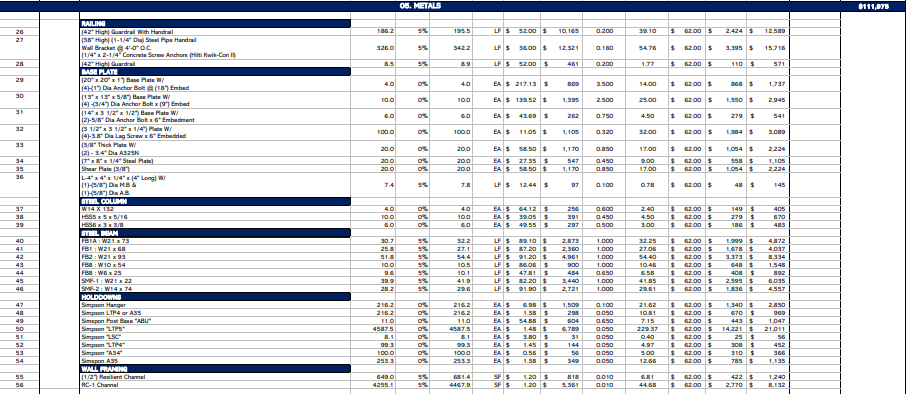 05. METALS $111,975
RAILING
26 (42" High) Guardrail With Handrail 186.2 5% 195.5 LF $ 52.00 $ 10,165 0.200 39.10 $ 62.00 $ 2,424 $ 12,589
27 (38" High) (1-1/4" Dia) Steel Pipe Handrail
Wall Bracket @ 4'-0" O.C. 326.0 5% 342.2 LF $ 36.00 $ 12,321 0.160 54.76 $ 62.00 $ 3,395 $ 15,716
(1/4" x 2-1/4" Concrete Screw Anchors (Hilti Kwik-Con II)
28 (42" High) Guardrail 8.5 5% 8.9 LF $ 52.00 $ 461 0.200 1.77 $ 62.00 $ 110 $ 571
BASE PLATE
29 (20" x 20" x 1") Base Plate W/
(4)-(1") Dia Anchor Bolt @ (18") Embed 4.0 0% 4.0 EA $ 217.13 $ 869 3.500 14.00 $ 62.00 $ 868 $ 1,737
30 (13" x 13" x 5/8") Base Plate W/
(4) -(3/4") Dia Anchor Bolt x (9") Embed 10.0 0% 10.0 EA $ 139.52 $ 1,395 2.500 25.00 $ 62.00 $ 1,550 $ 2,945
31 (14" x 3 1/2" x 1/2") Base Plate W/
(2)-5/8" Dia Anchor Bolt x 6" Embedment 6.0 0% 6.0 EA $ 43.69 $ 262 0.750 4.50 $ 62.00 $ 279 $ 541
32 (3 1/2" x 3 1/2" x 1/4") Plate W/
(4)-3.8" Dia Lag Screw x 6" Embedded 100.0 0% 100.0 EA $ 11.05 $ 1,105 0.320 32.00 $ 62.00 $ 1,984 $ 3,089
33 (3/8" Thick Plate W/
(2) - 3.4" Dia A325N 20.0 0% 20.0 EA $ 58.50 $ 1,170 0.850 17.00 $ 62.00 $ 1,054 $ 2,224
34 (7" x 8" x 1/4" Steel Plate) 20.0 0% 20.0 EA $ 27.35 $ 547 0.450 9.00 $ 62.00 $ 558 $ 1,105
35 Shear Plate (3/8") 20.0 0% 20.0 EA $ 58.50 $ 1,170 0.850 17.00 $ 62.00 $ 1,054 $ 2,224
36 L-4" x 4" x 1/4" x (4" Long) W/
(1)-(5/8") Dia M.B & 7.4 5% 7.8 LF $ 12.44 $ 97 0.100 0.78 $ 62.00 $ 48 $ 145
(1)-(5/8") Dia A.B.
STEEL COLUMN
37 W14 X 132 4.0 0% 4.0 EA $ 64.12 $ 256 0.600 2.40 $ 62.00 $ 149 $ 405
38 HSS5 x 5 x 5/16 10.0 0% 10.0 EA $ 39.05 $ 391 0.450 4.50 $ 62.00 $ 279 $ 670
39 HSS6 x 3 x 3/8 6.0 0% 6.0 EA $ 49.55 $ 297 0.500 3.00 $ 62.00 $ 186 $ 483
STEEL BEAM
40 FB1A : W21 x 73 30.7 5% 32.2 LF $ 89.10 $ 2,873 1.000 32.25 $ 62.00 $ 1,999 $ 4,872
41 FB1 : W21 x 68 25.8 5% 27.1 LF $ 87.20 $ 2,360 1.000 27.06 $ 62.00 $ 1,678 $ 4,037
42 FB2 : W21 x 93 51.8 5% 54.4 LF $ 91.20 $ 4,961 1.000 54.40 $ 62.00 $ 3,373 $ 8,334
43 FB8 : W10 x 54 10.0 5% 10.5 LF $ 86.06 $ 900 1.000 10.46 $ 62.00 $ 648 $ 1,548
44 FB8 : W6 x 25 9.6 5% 10.1 LF $ 47.81 $ 484 0.650 6.58 $ 62.00 $ 408 $ 892
45 SMF-1 : W21 x 22 39.9 5% 41.9 LF $ 82.20 $ 3,440 1.000 41.85 $ 62.00 $ 2,595 $ 6,035
46 SMF-2 : W14 x 74 28.2 5% 29.6 LF $ 91.90 $ 2,721 1.000 29.61 $ 62.00 $ 1,836 $ 4,557
HOLDDOWNS
47 Simpson Hanger 216.2 0% 216.2 EA $ 6.98 $ 1,509 0.100 21.62 $ 62.00 $ 1,340 $ 2,850
48 Simpson LTP4 or A35 216.2 0% 216.2 EA $ 1.38 $ 298 0.050 10.81 $ 62.00 $ 670 $ 969
49 Simpson Post Base "ABU" 11.0 0% 11.0 EA $ 54.88 $ 604 0.650 7.15 $ 62.00 $ 443 $ 1,047
50 Simpson "LTP5" 4587.5 0% 4587.5 EA $ 1.48 $ 6,789 0.050 229.37 $ 62.00 $ 14,221 $ 21,011
51 Simpson "LSC" 8.1 0% 8.1 EA $ 3.80 $ 31 0.050 0.40 $ 62.00 $ 25 $ 56
52 Simpson "LTP4" 99.3 0% 99.3 EA $ 1.45 $ 144 0.050 4.97 $ 62.00 $ 308 $ 452
53 Simpson "A34" 100.0 0% 100.0 EA $ 0.56 $ 56 0.050 5.00 $ 62.00 $ 310 $ 366
54 Simpson A35 253.3 0% 253.3 EA $ 1.38 $ 349 0.050 12.66 $ 62.00 $ 785 $ 1,135
WALL FRAMING
55 (1/2") Resilient Channel 649.0 5% 681.4 SF $ 1.20 $ 818 0.010 6.81 $ 62.00 $ 422 $ 1,240
56 RC-1 Channel 4255.1 5% 4467.9 SF $ 1.20 $ 5,361 0.010 44.68 $ 62.00 $ 2,770 $ 8,132